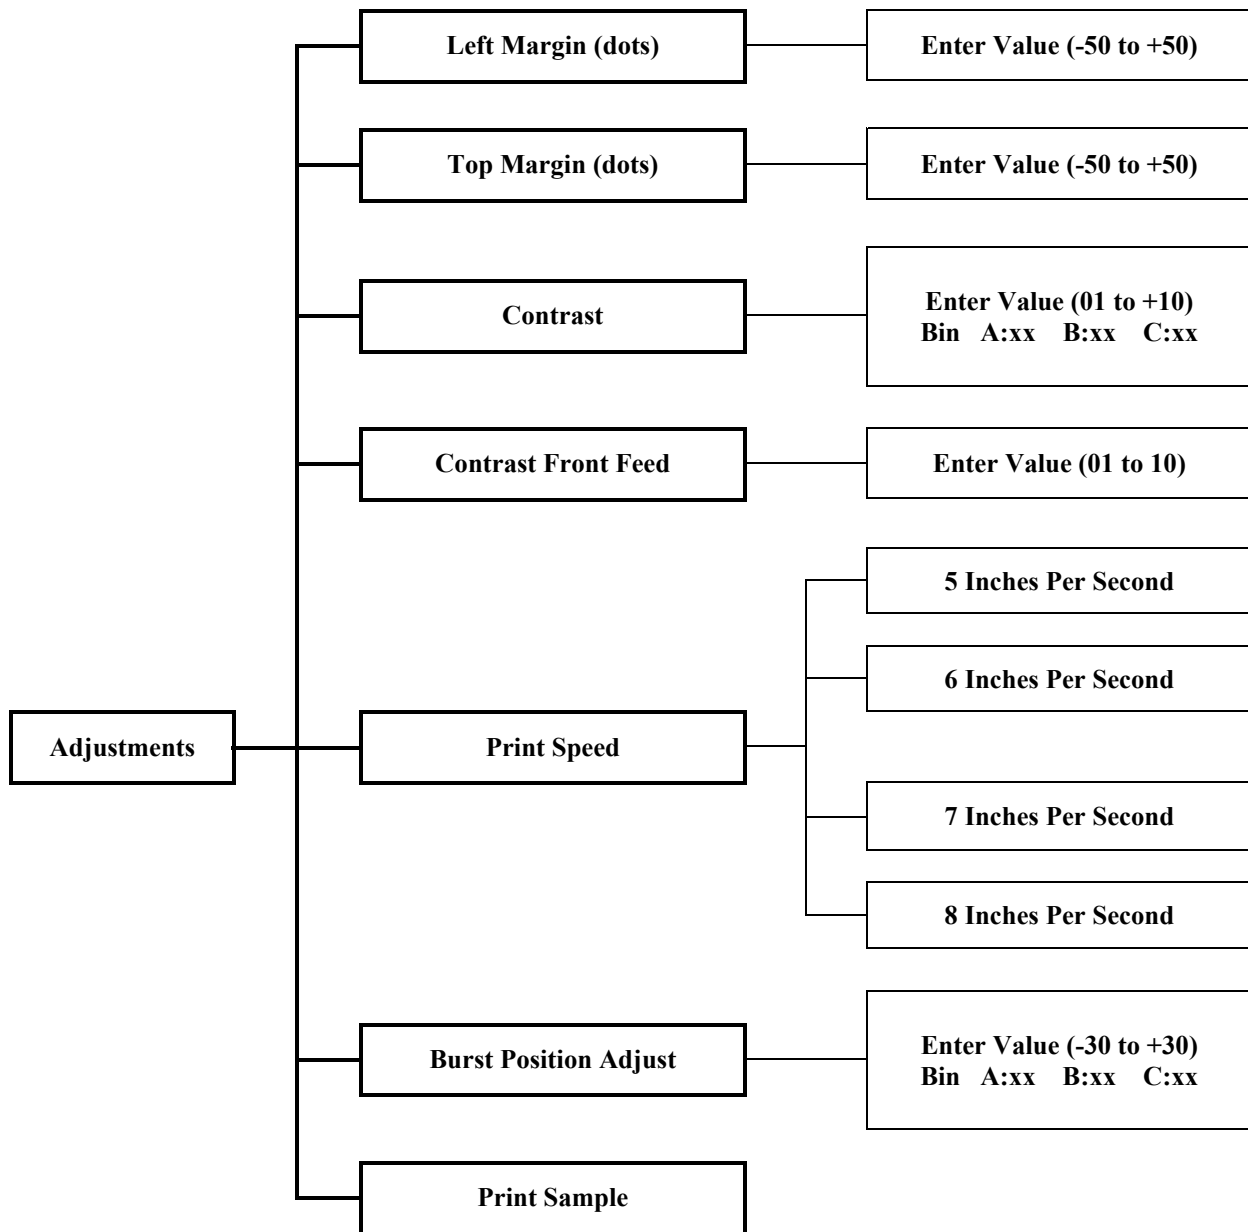 Left Margin (dots)
Enter Value (-50 to +50)
Top Margin (dots)
Enter Value (-50 to +50)
Contrast
Enter Value (01 to +10)
Bin A:xx B:xx C:xx
Contrast Front Feed
Enter Value (01 to 10)
5 Inches Per Second
6 Inches Per Second
Adjustments
Print Speed
7 Inches Per Second
8 Inches Per Second
Burst Position Adjust
Enter Value (-30 to +30)
Bin A:xx B:xx C:xx
Print Sample